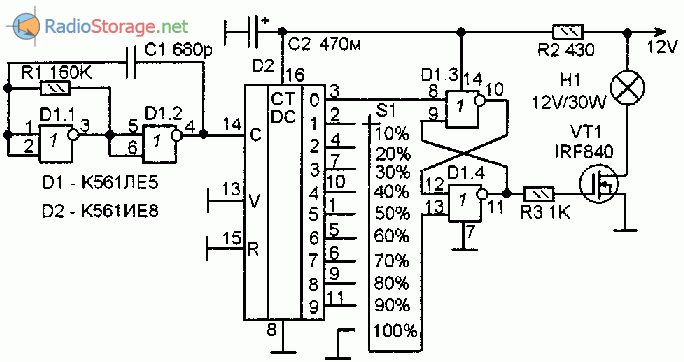 RadioStorage.net
C1 680p
R1 160K
D1.1
D1.2
1
2
3
5
6
4
1
1
D1 - К561ЛЕ5
D2 - К561ИЕ8
C2 470м
D2
16
CT
DC
14
C
13
V
15
R
8
0
1
2
3
4
5
6
7
8
9
3
2
4
7
10
1
5
6
9
11
S1
10%
20%
30%
40%
50%
60%
70%
80%
90%
100%
D1.3
14
8
9
1
10
D1.4
12
13
1
11
7
R2 430
12V
H1
12V/30W
VT1
IRF840
R3 1K